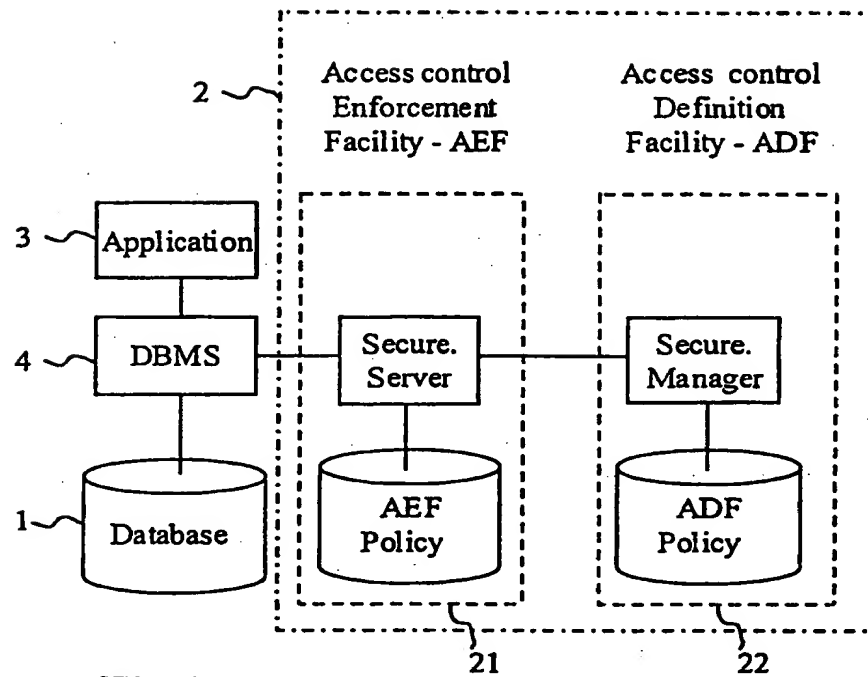 2
Access control
Enforcement
Facility - AEF
Access control
Definition
Facility - ADF
3
Application
4
DBMS
Secure.
Server
Secure.
Manager
1
Database
AEF
Policy
ADF
Policy
21
22